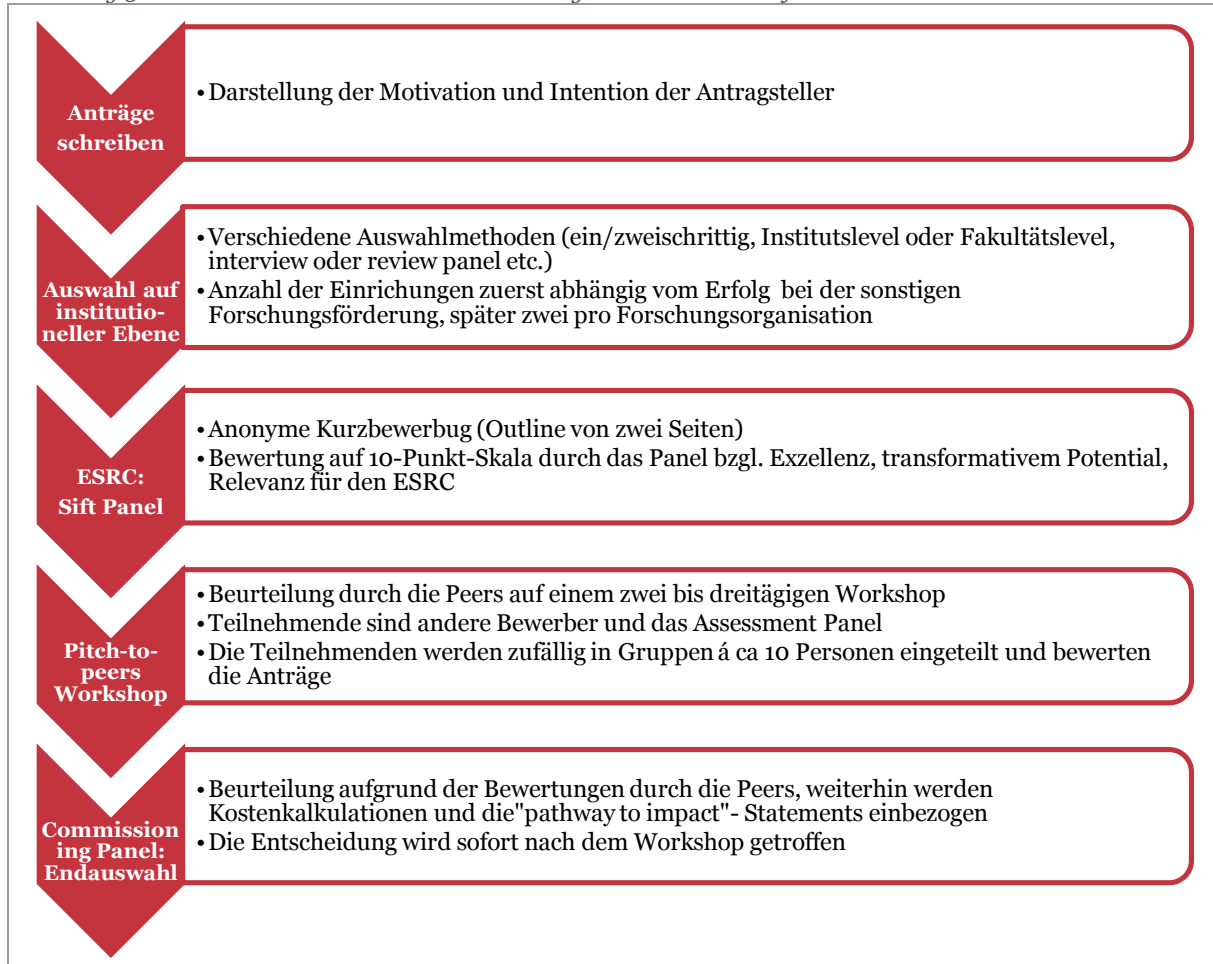 Anträge
schreiben
•Darstellung der Motivation und Intention der Antragsteller
Auswahl auf
institutio-
neller Ebene
•Verschiedene Auswahlmethoden (ein/zweischrittig, Institutslevel oder Fakultätslevel,
interview oder review panel etc.)
•Anzahl der Einrichungen zuerst abhängig vom Erfolg bei der sonstigen
Forschungsförderung, später zwei pro Forschungsorganisation
ESRC:
Sift Panel
•Anonyme Kurzbewerbug (Outline von zwei Seiten)
•Bewertung auf 10-Punkt-Skala durch das Panel bzgl. Exzellenz, transformativem Potential,
Relevanz für den ESRC
Pitch-to-
peers
Workshop
•Beurteilung durch die Peers auf einem zwei bis dreitägigen Workshop
•Teilnehmende sind andere Bewerber und das Assessment Panel
•Die Teilnehmenden werden zufällig in Gruppen á ca 10 Personen eingeteilt und bewerten
die Anträge
Commission
ing Panel:
Endauswahl
•Beurteilung aufgrund der Bewertungen durch die Peers, weiterhin werden
Kostenkalkulationen und die"pathway to impact"- Statements einbezogen
•Die Entscheidung wird sofort nach dem Workshop getroffen